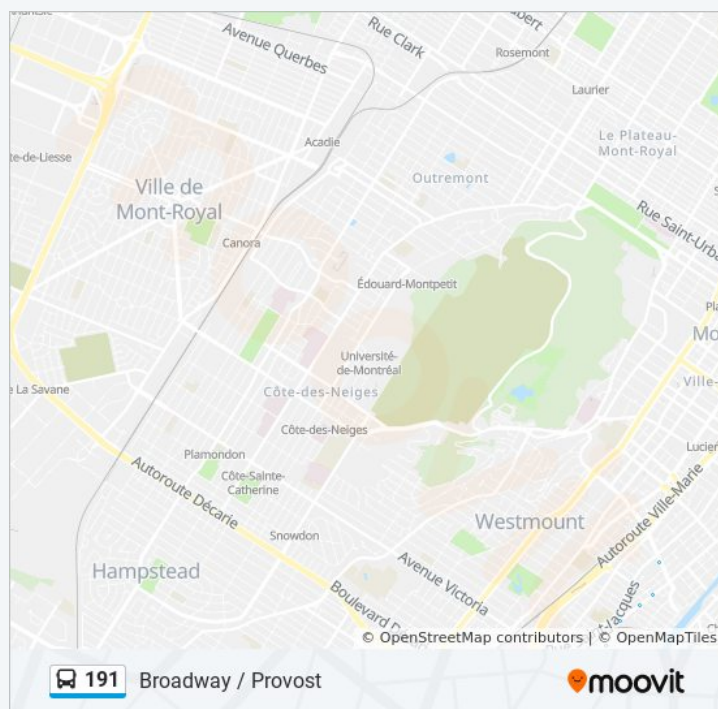 Avenue Querbes
Rue Clark
Rosemont
Laurier
Le Plateau-
Mont-Royal
Acadie
te-de-Liesse
Outremont
Ville de
Mont-Royal
Rue Saint-Urba
Canora
Édouard-Montpetit
Université-
de-Montréal
e La Savane
Côte-des-Neiges
Ville-
Côte-des-Neiges
Plamondon
Côte-Sainte-
Catherine
Autoroute Décarie
Westmount
Autoroute Ville-Marie
Snowdon
Avenue Victoria
Hampstead
Boulevard D
© OpenStreetMap contributors | © OpenMapTiles
191 Broadway / Provost
moovit